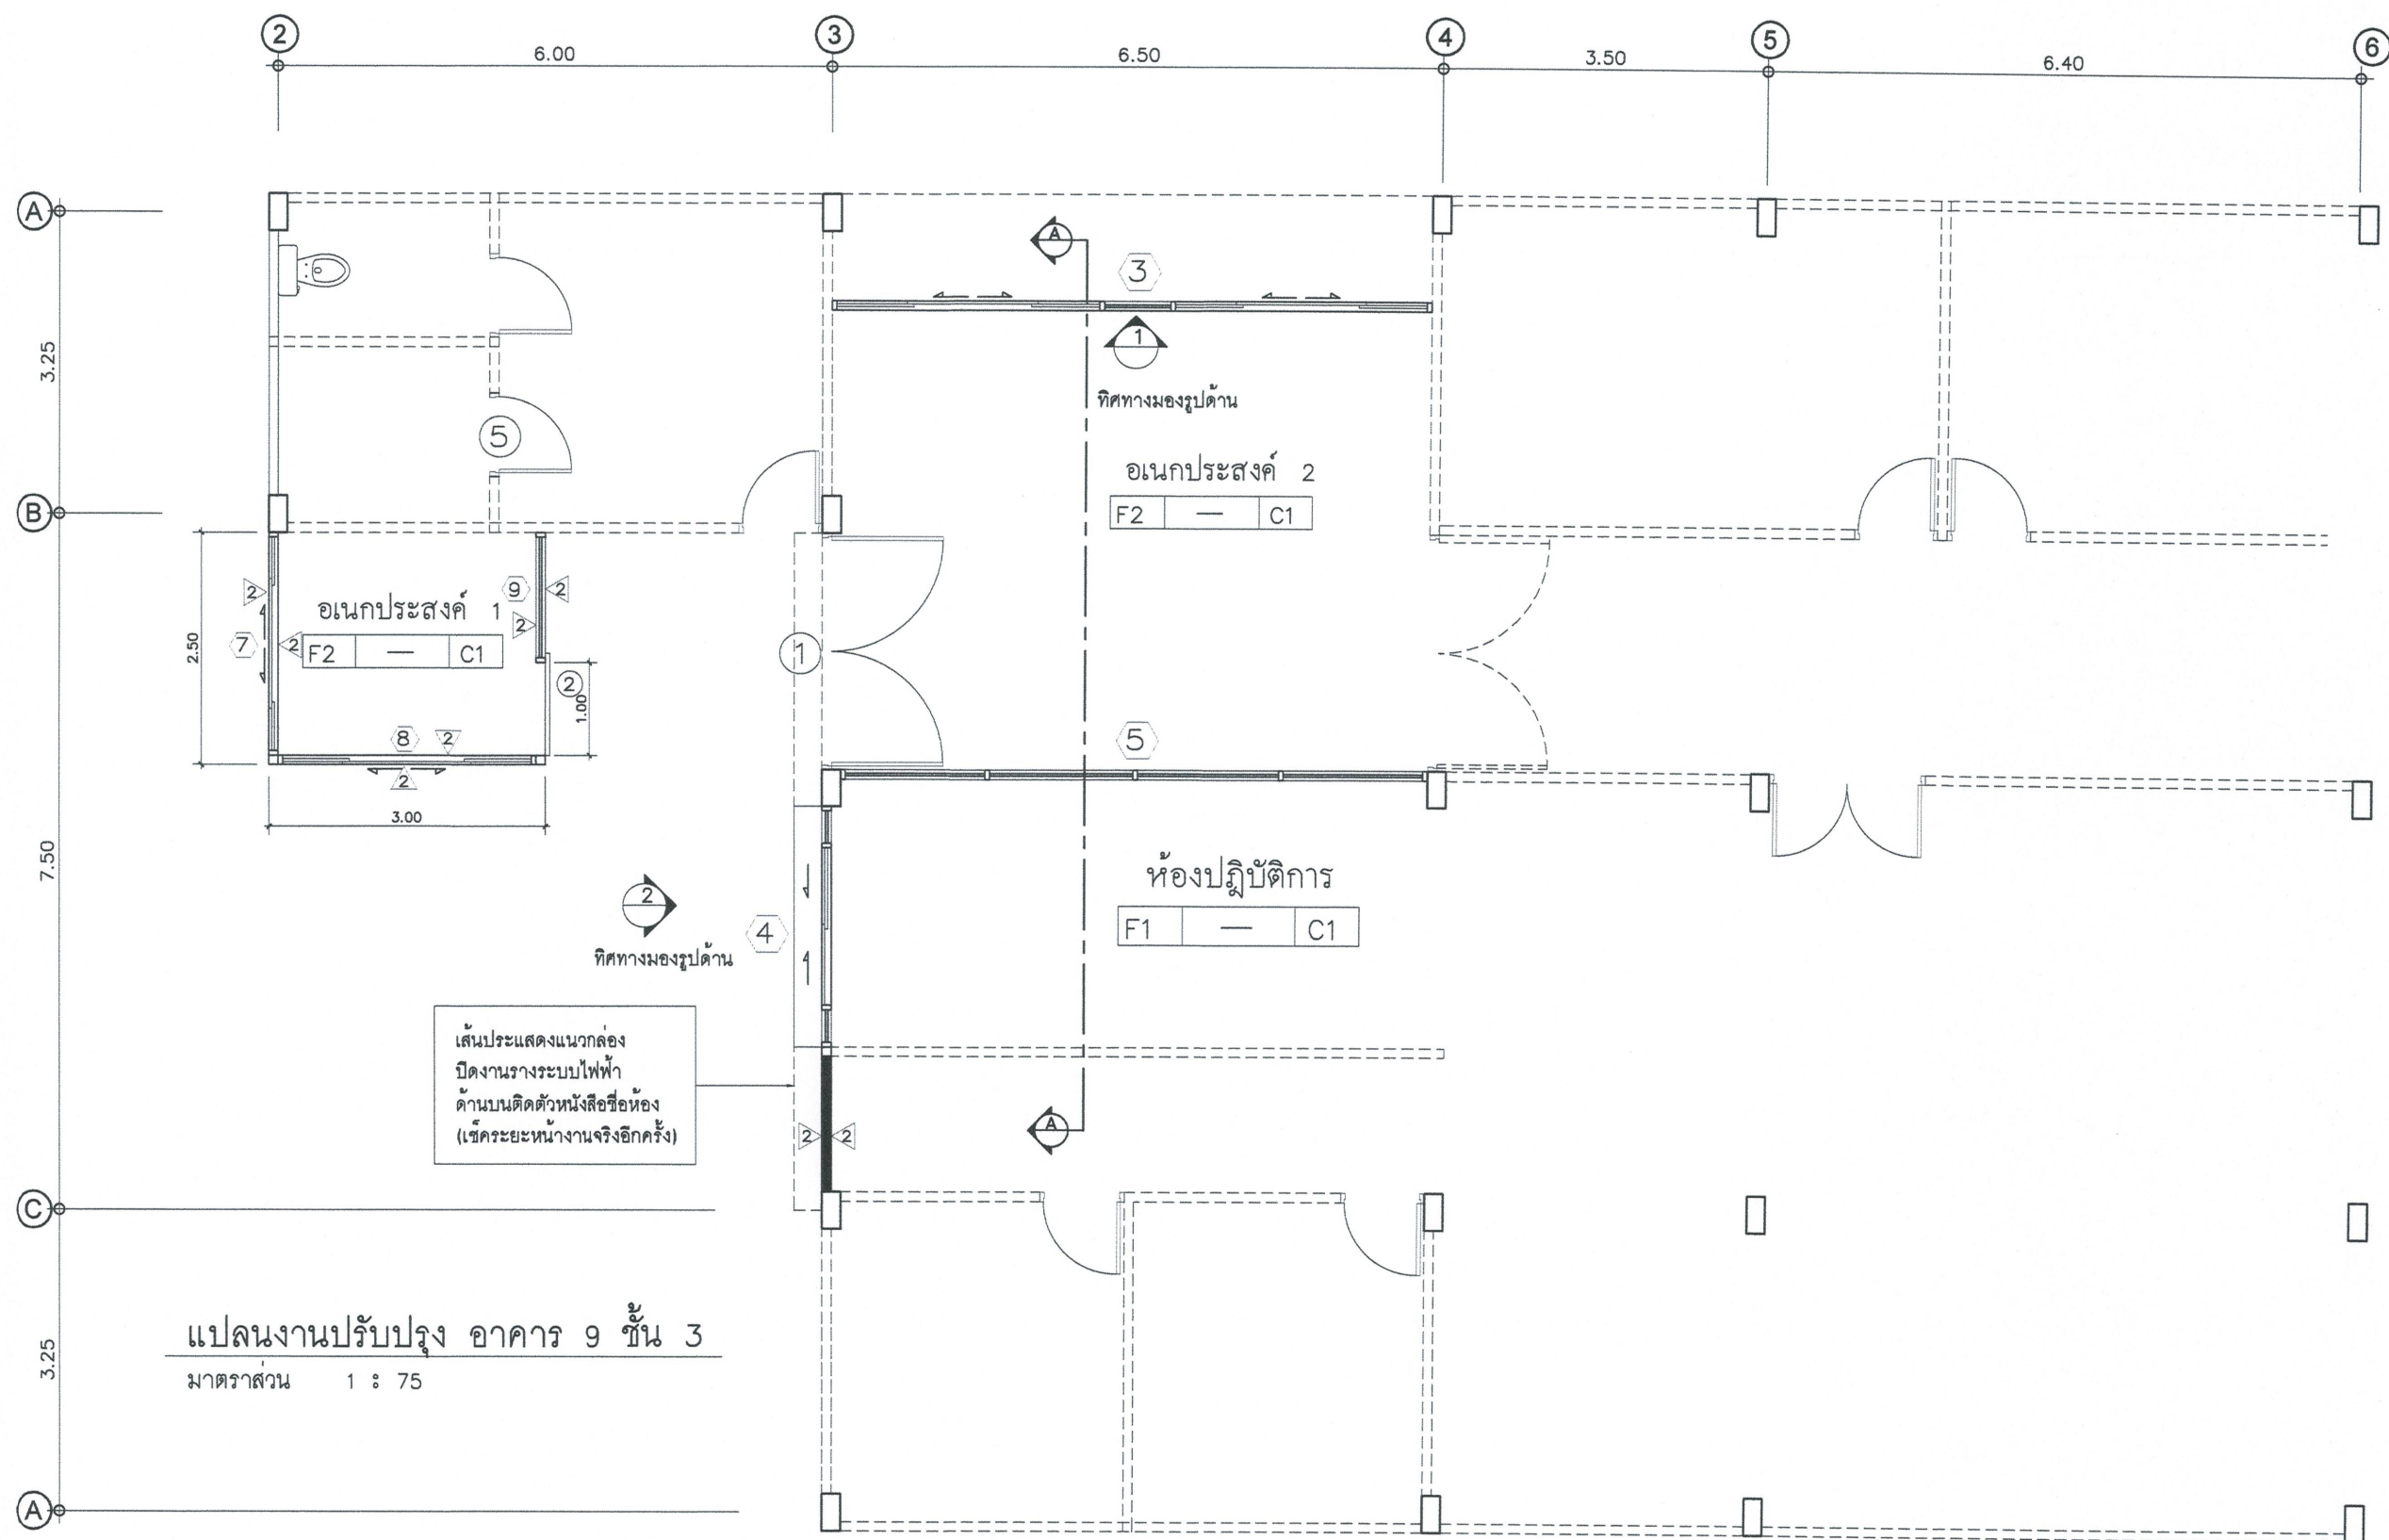 2
3
4
5
6
6.00
6.50
3.50
6.40
A
3.25
B
7.50
C
3.25
A
A
3
1
ทิศทางมองรูปด้าน
5
อเนกประสงค์ 2
F2 — C1
2.50
2
7
2
อเนกประสงค์ 1
F2 — C1
9
2
2
2
1.00
8
2
2
3.00
1
5
2
ทิศทางมองรูปด้าน
4
ห้องปฏิบัติการ
F1 — C1
เส้นประแสดงแนวกล่อง
ปิดงานรางระบบไฟฟ้า
ด้านบนติดตัวหนังสือชื่อห้อง
(เช็คระยะหน้างานจริงอีกครั้ง)
2
2
A
แปลนงานปรับปรุง อาคาร 9 ชั้น 3
มาตราส่วน 1 : 75